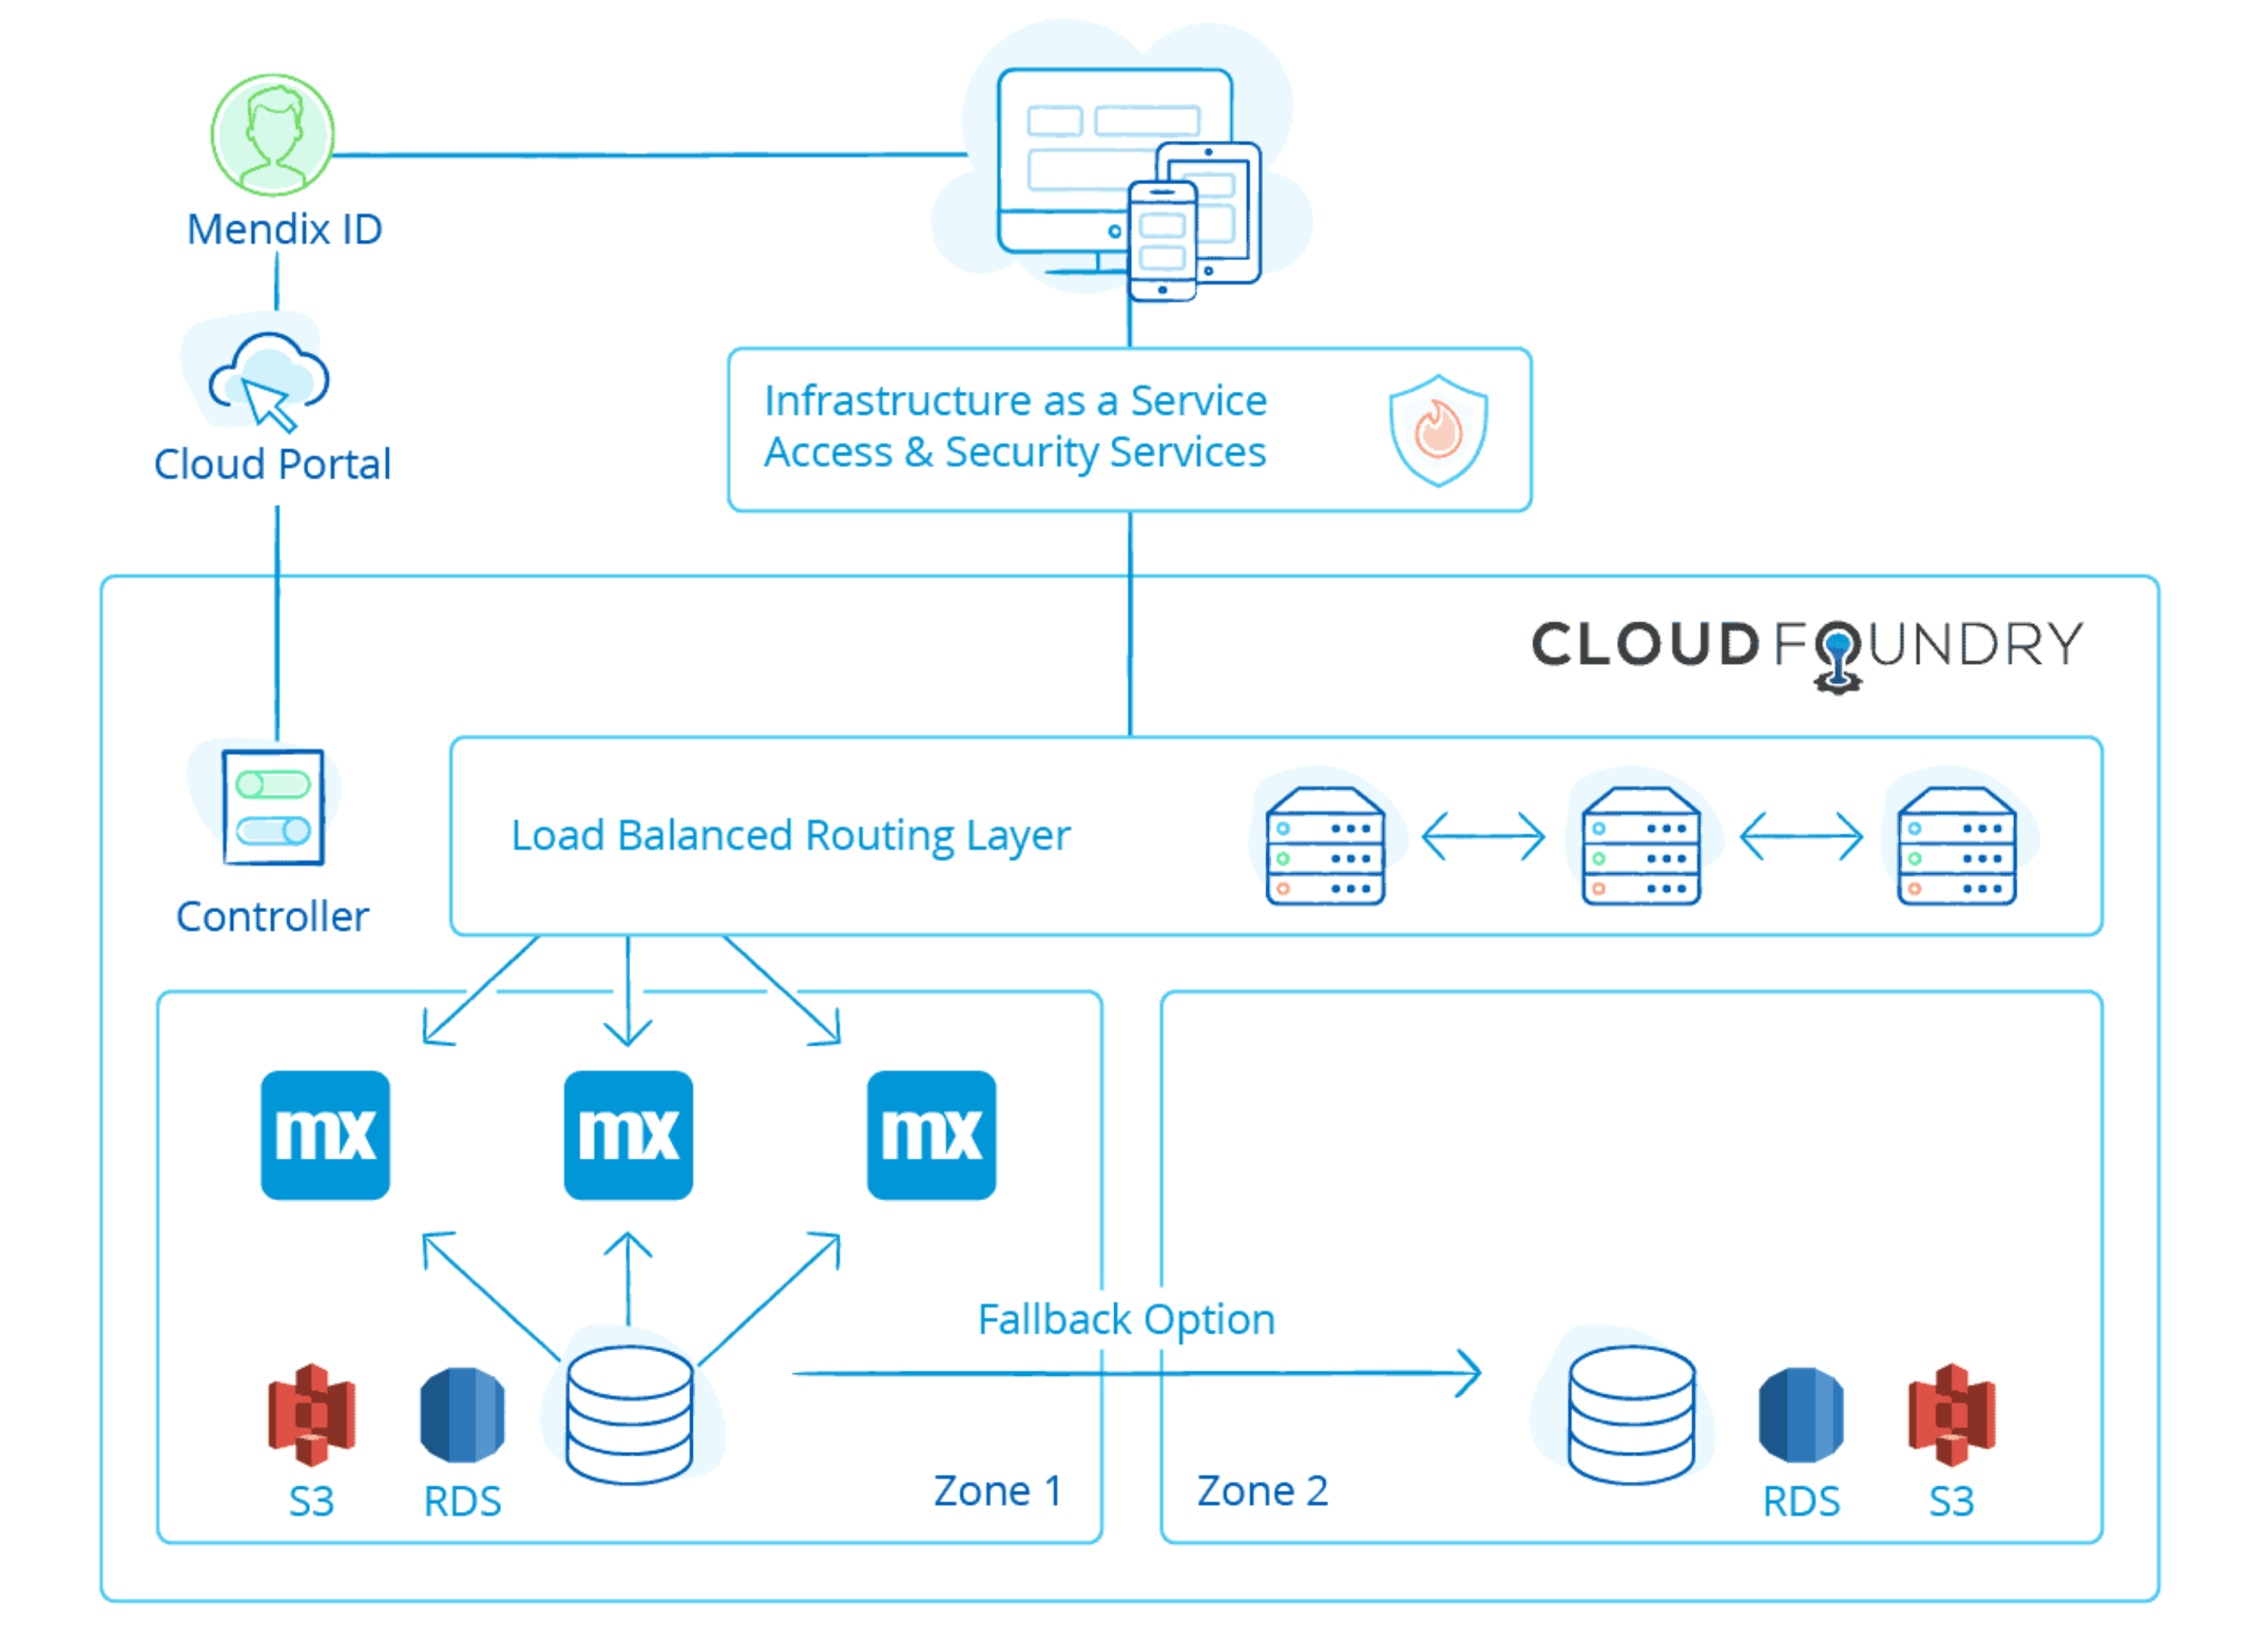 Mendix ID
Cloud Portal
Infrastructure as a Service
Access & Security Services
CLOUD FOUNDRY
Controller
Load Balanced Routing Layer
mx
mx
mx
Fallback Option
S3
RDS
Zone 1
Zone 2
RDS
S3